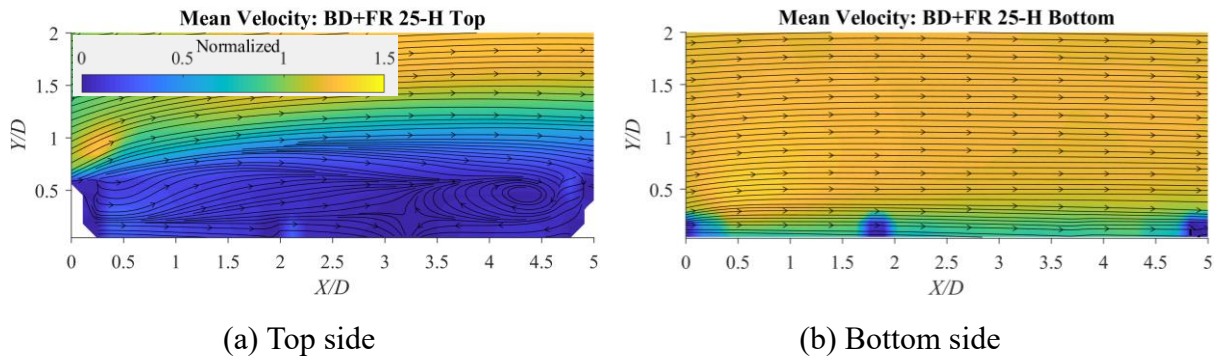 Mean Velocity: BD+FR 25-H Top
Normalized
0 0.5 1 1.5
2
1.5
1
0.5
Y/D
0 0.5 1 1.5 2 2.5 3 3.5 4 4.5 5
X/D
(a) Top side
Mean Velocity: BD+FR 25-H Bottom
2
1.5
1
0.5
Y/D
0 0.5 1 1.5 2 2.5 3 3.5 4 4.5 5
X/D
(b) Bottom side